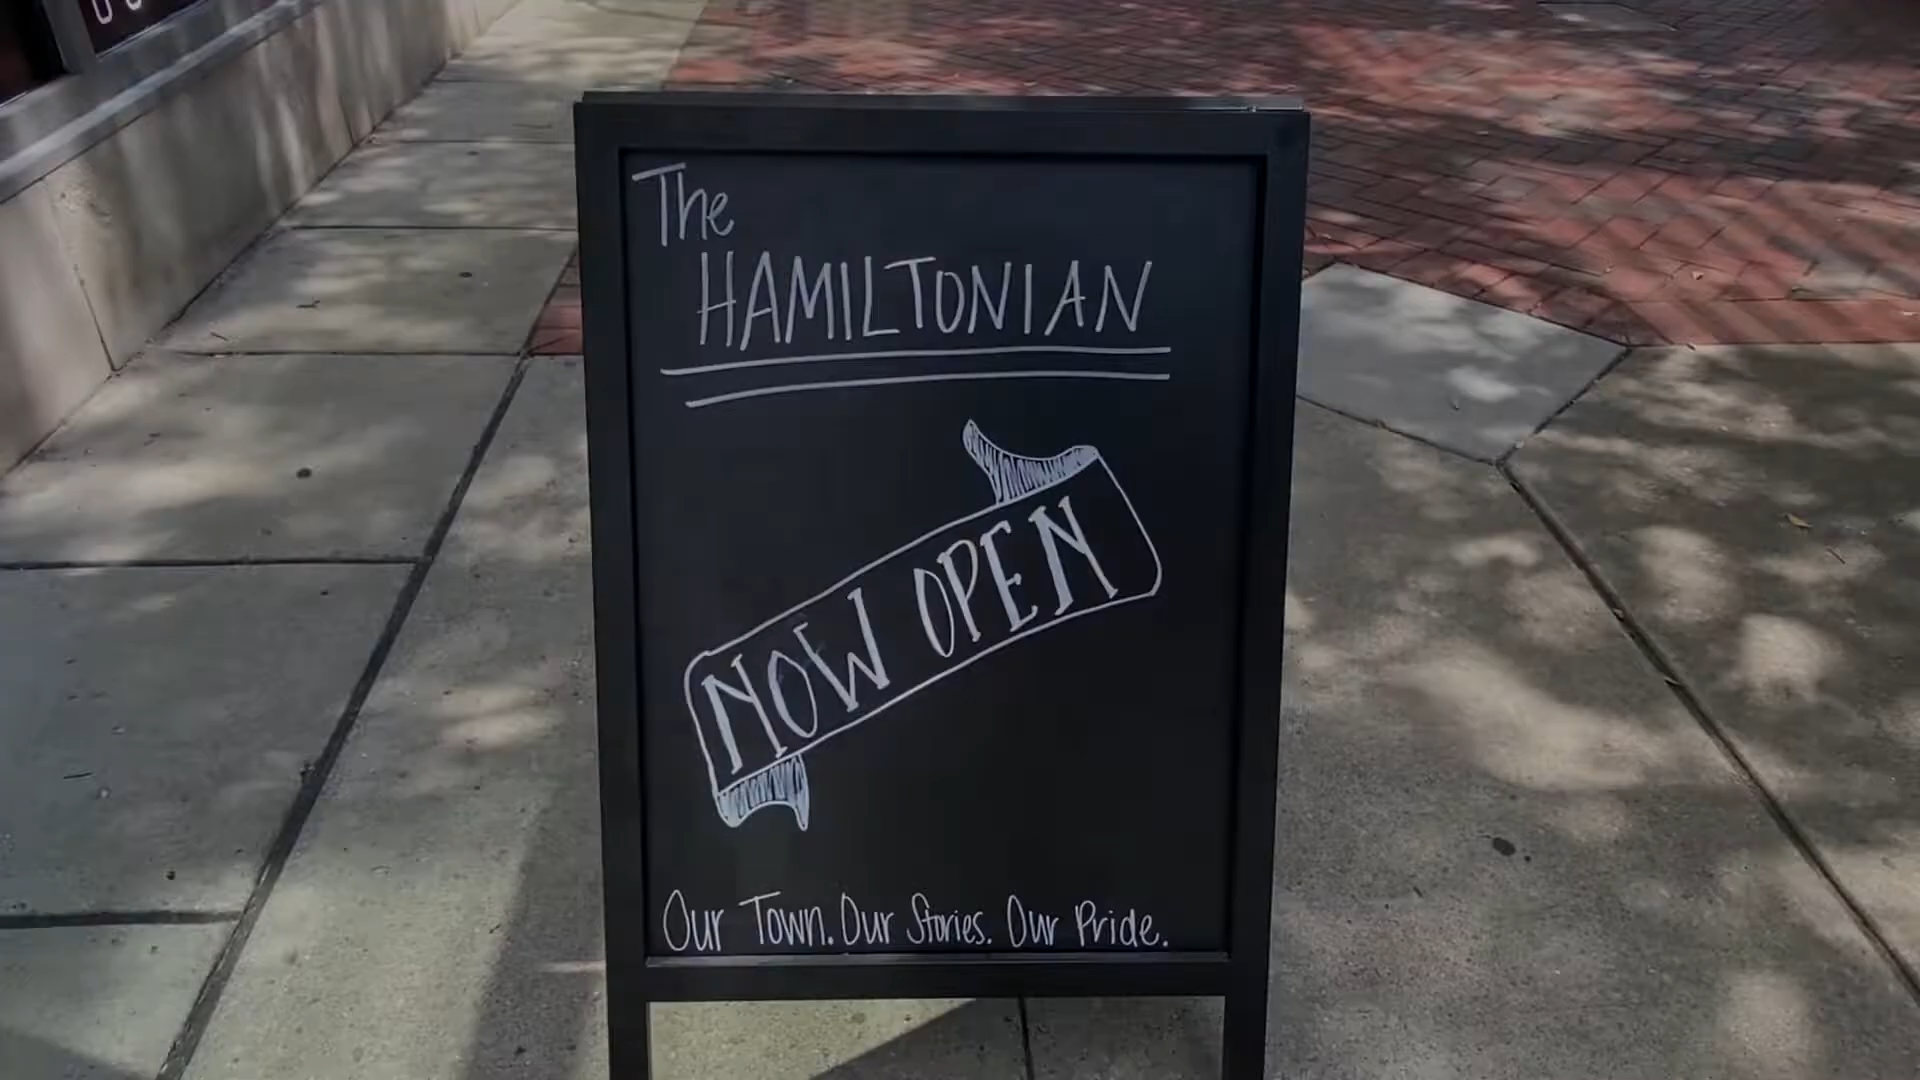 The
HAMILTONIAN
NOW OPEN
Our Town. Our Stories. Our Pride.